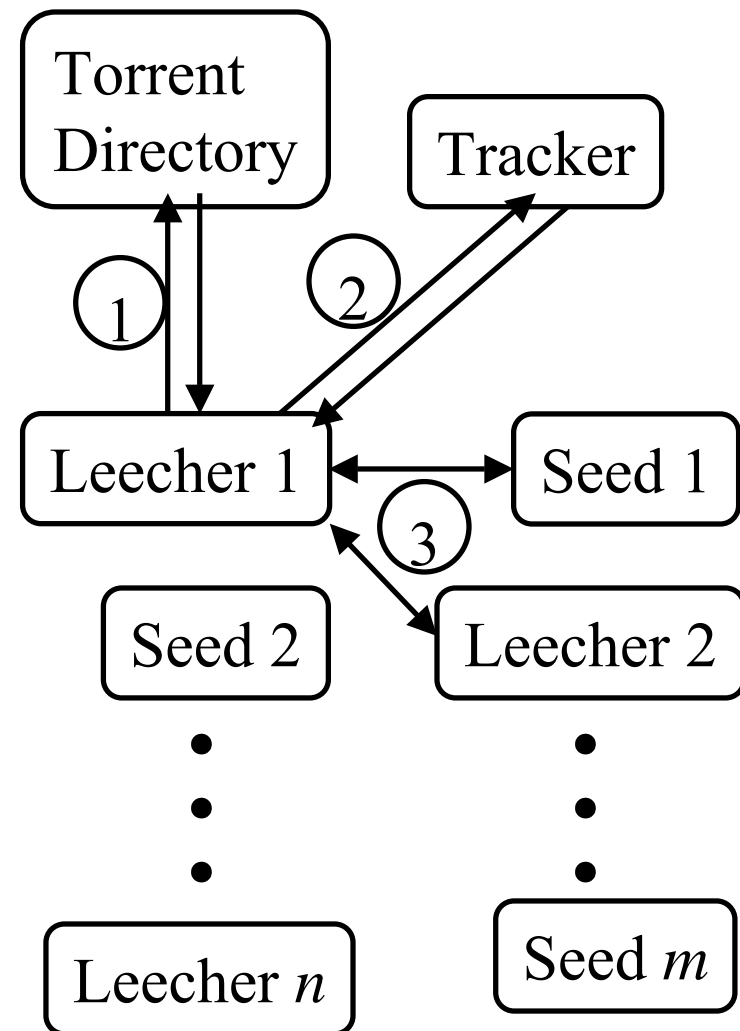 Torrent
Directory
Tracker
1
2
Leecher 1
Seed 1
3
Seed 2
Leecher 2
Leecher n
Seed m